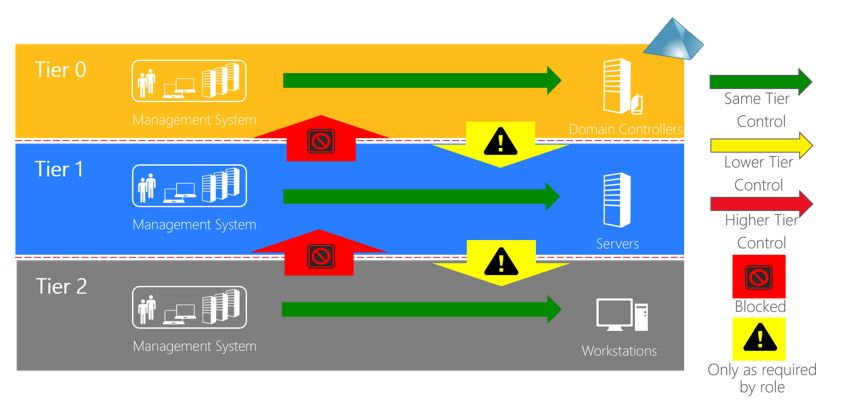 Tier 0
Management System
Domain Controllers
Tier 1
Management System
Servers
Tier 2
Management System
Workstations
Same Tier
Control
Lower Tier
Control
Higher Tier
Control
Blocked
Only as required
by role